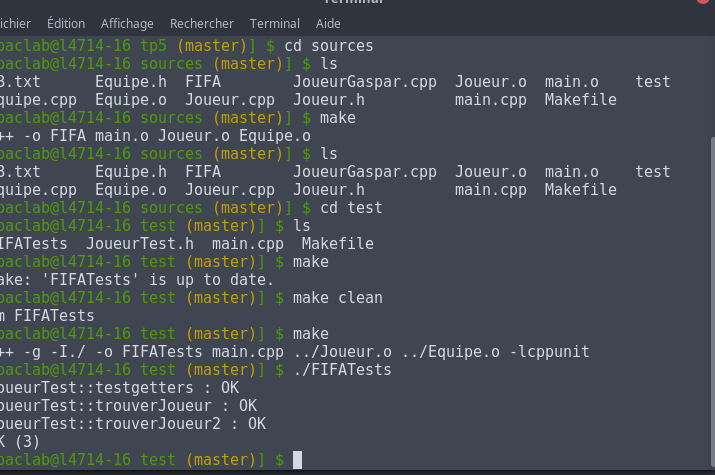 Terminal
ichier Édition Affichage Rechercher Terminal Aide
paclab@l4714-16 tp5 (master)] $ cd sources
paclab@l4714-16 sources (master)] $ ls
3.txt Equipe.h FIFA JoueurGaspar.cpp Joueur.o main.o test
quipe.cpp Equipe.o Joueur.cpp Joueur.h main.cpp Makefile
paclab@l4714-16 sources (master)] $ make
++ -o FIFA main.o Joueur.o Equipe.o
paclab@l4714-16 sources (master)] $ ls
3.txt Equipe.h FIFA JoueurGaspar.cpp Joueur.o main.o test
quipe.cpp Equipe.o Joueur.cpp Joueur.h main.cpp Makefile
paclab@l4714-16 sources (master)] $ cd test
paclab@l4714-16 test (master)] $ ls
IFATests JoueurTest.h main.cpp Makefile
paclab@l4714-16 test (master)] $ make
ake: 'FIFATests' is up to date.
paclab@l4714-16 test (master)] $ make clean
m FIFATests
paclab@l4714-16 test (master)] $ make
++ -g -I./ -o FIFATests main.cpp ../Joueur.o ../Equipe.o -lcppunit
paclab@l4714-16 test (master)] $ ./FIFATests
oueurTest::testgetters : OK
oueurTest::trouverJoueur : OK
oueurTest::trouverJoueur2 : OK
K (3)
paclab@l4714-16 test (master)] $